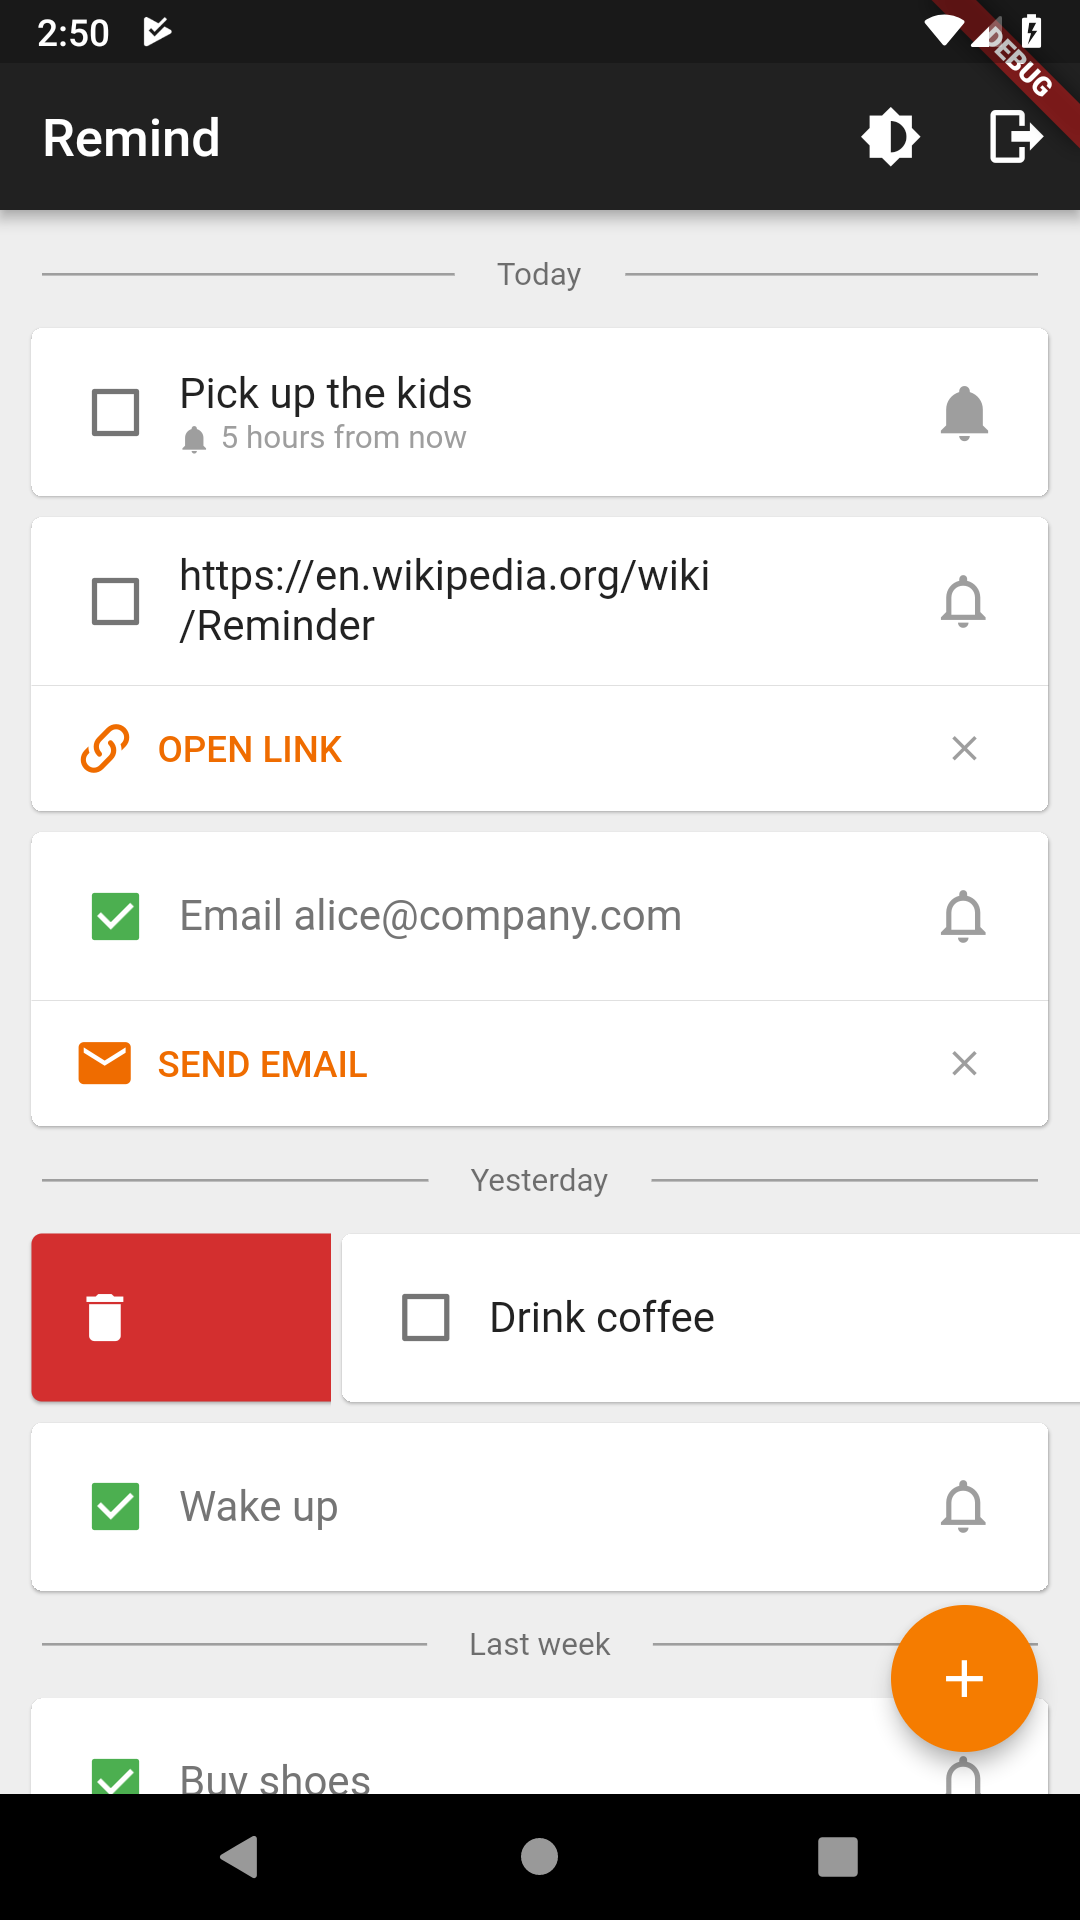 2:50
DEBUG
Remind
Today
Pick up the kids
5 hours from now
https://en.wikipedia.org/wiki
/Reminder
OPEN LINK
Email alice@company.com
SEND EMAIL
Yesterday
Drink coffee
Wake up
Last week
Buy shoes